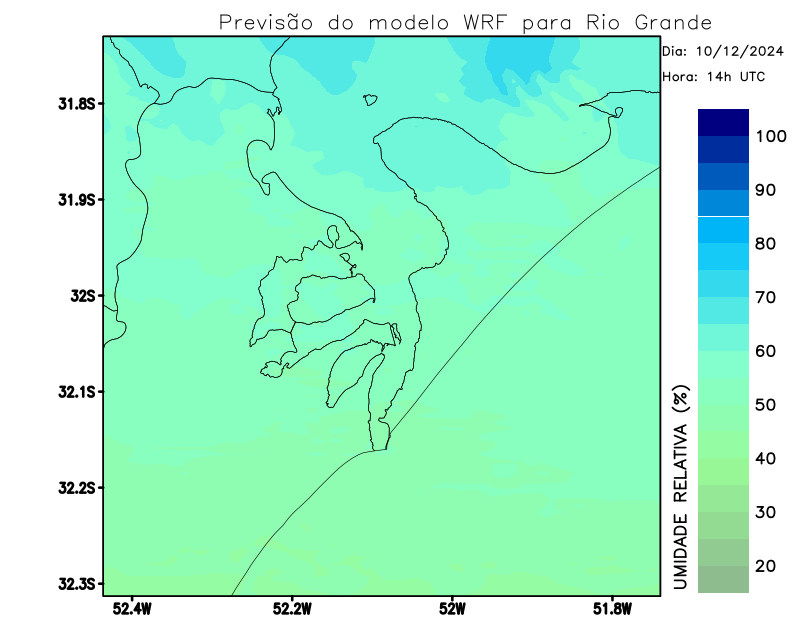 Previsão do modelo WRF para Rio Grande
Dia: 10/12/2024
Hora: 14h UTC
31.8S
31.9S
32S
32.1S
32.2S
32.3S
52.4W
52.2W
52W
51.8W
100
90
80
70
60
50
40
30
20
UMIDADE RELATIVA (%)